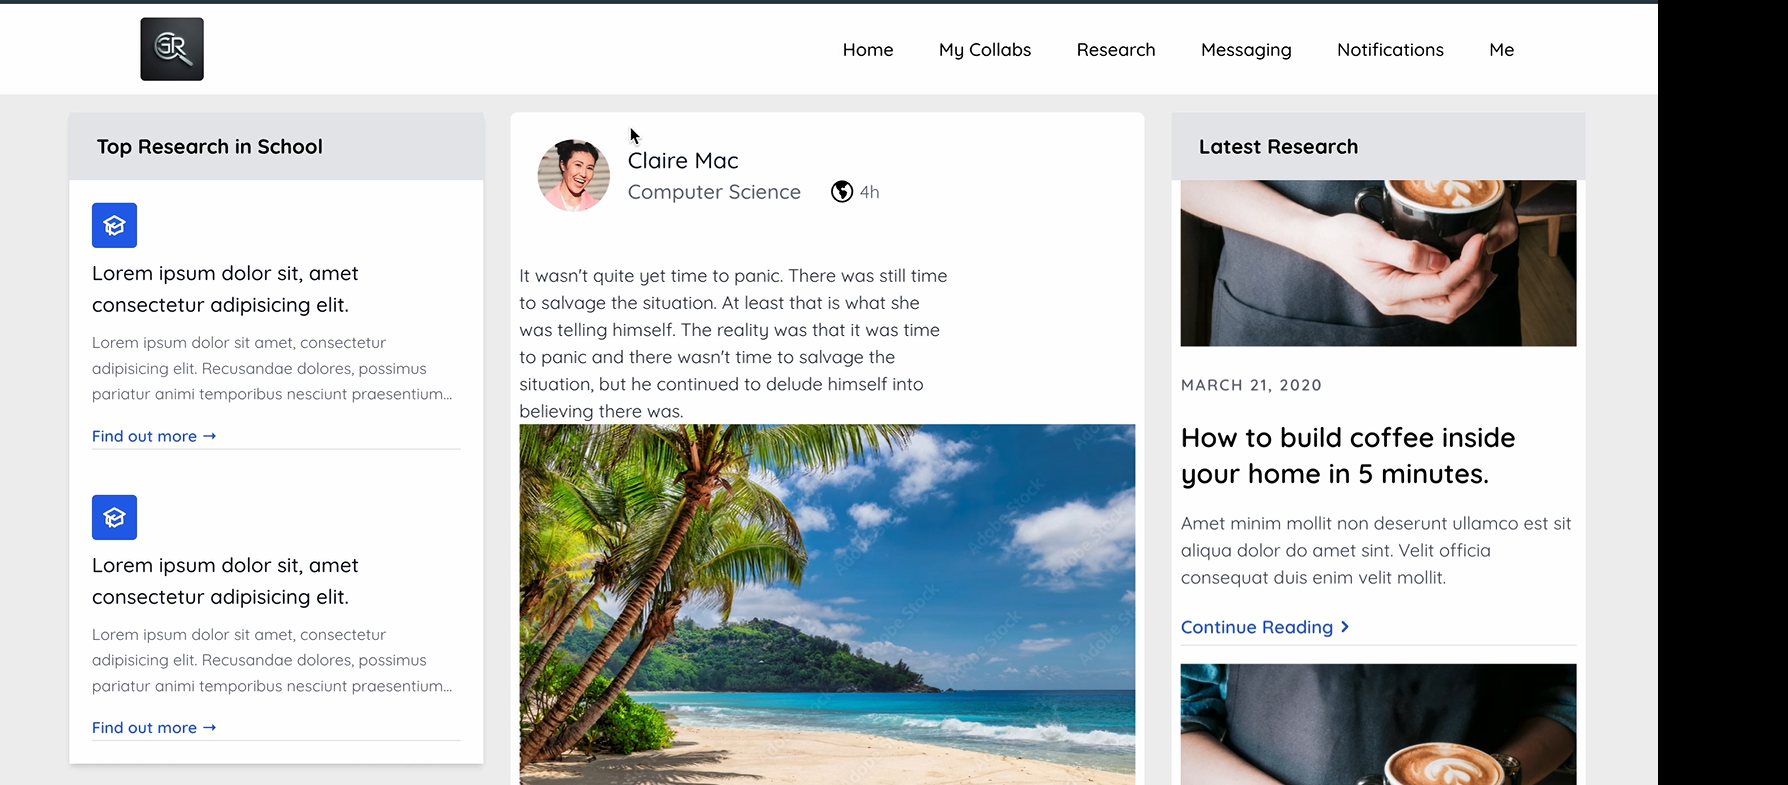 GR
Home
My Collabs
Research
Messaging
Notifications
Me
Top Research in School
Lorem ipsum dolor sit, amet
consectetur adipisicing elit.
Lorem ipsum dolor sit amet, consectetur
adipisicing elit. Recusandae dolores, possimus
pariatur animi temporibus nesciunt praesentium...
Find out more →
Lorem ipsum dolor sit, amet
consectetur adipisicing elit.
Lorem ipsum dolor sit amet, consectetur
adipisicing elit. Recusandae dolores, possimus
pariatur animi temporibus nesciunt praesentium...
Find out more →
Claire Mac
Computer Science 4h
It wasn't quite yet time to panic. There was still time
to salvage the situation. At least that is what she
was telling himself. The reality was that it was time
to panic and there wasn't time to salvage the
situation, but he continued to delude himself into
believing there was.
Adobe Stock
Adobe Stock
Adobe Stock
Latest Research
MARCH 21, 2020
How to build coffee inside
your home in 5 minutes.
Amet minim mollit non deserunt ullamco est sit
aliqua dolor do amet sint. Velit officia
consequat duis enim velit mollit.
Continue Reading